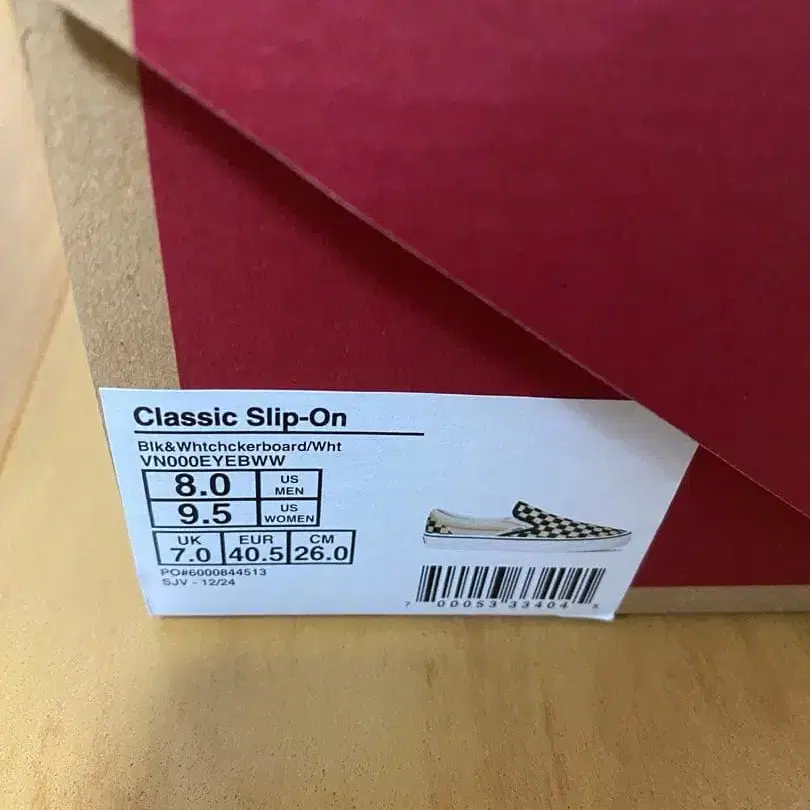 Classic Slip-On
Blk&Whtchckerboard/Wht
VN000EYEBWW
8.0 US MEN
9.5 US WOMEN
UK EUR CM
7.0 40.5 26.0
PO#6000844513
SJV - 12/24
7 00053 33404